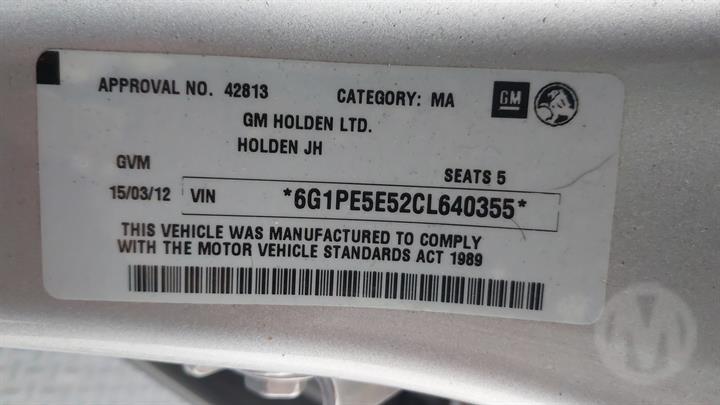 APPROVAL NO. 42813 CATEGORY: MA GM
GM HOLDEN LTD.
HOLDEN JH
GVM SEATS 5
15/03/12 VIN *6G1PE5E52CL640355*
THIS VEHICLE WAS MANUFACTURED TO COMPLY
WITH THE MOTOR VEHICLE STANDARDS ACT 1989
M